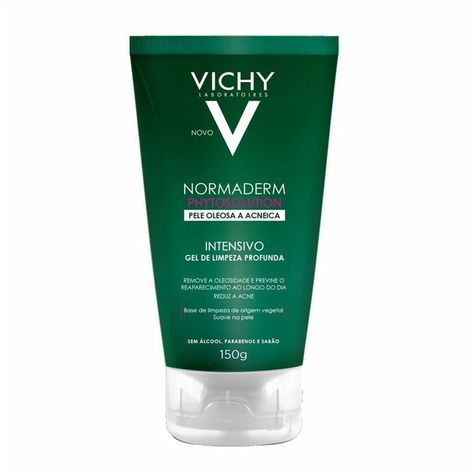 VICHY
LABORATOIRES
NOVO
NORMADERM
PHYTOSOLUTION
PELE OLEOSA A ACNEICA
INTENSIVO
GEL DE LIMPEZA PROFUNDA
REMOVE A OLEOSIDADE E PREVINE O
REAPARECIMENTO AO LONGO DO DIA
REDUZ A ACNE
Base de limpeza de origem vegetal
Suave na pele
SEM ÁLCOOL, PARABENOS E SABÃO
150g